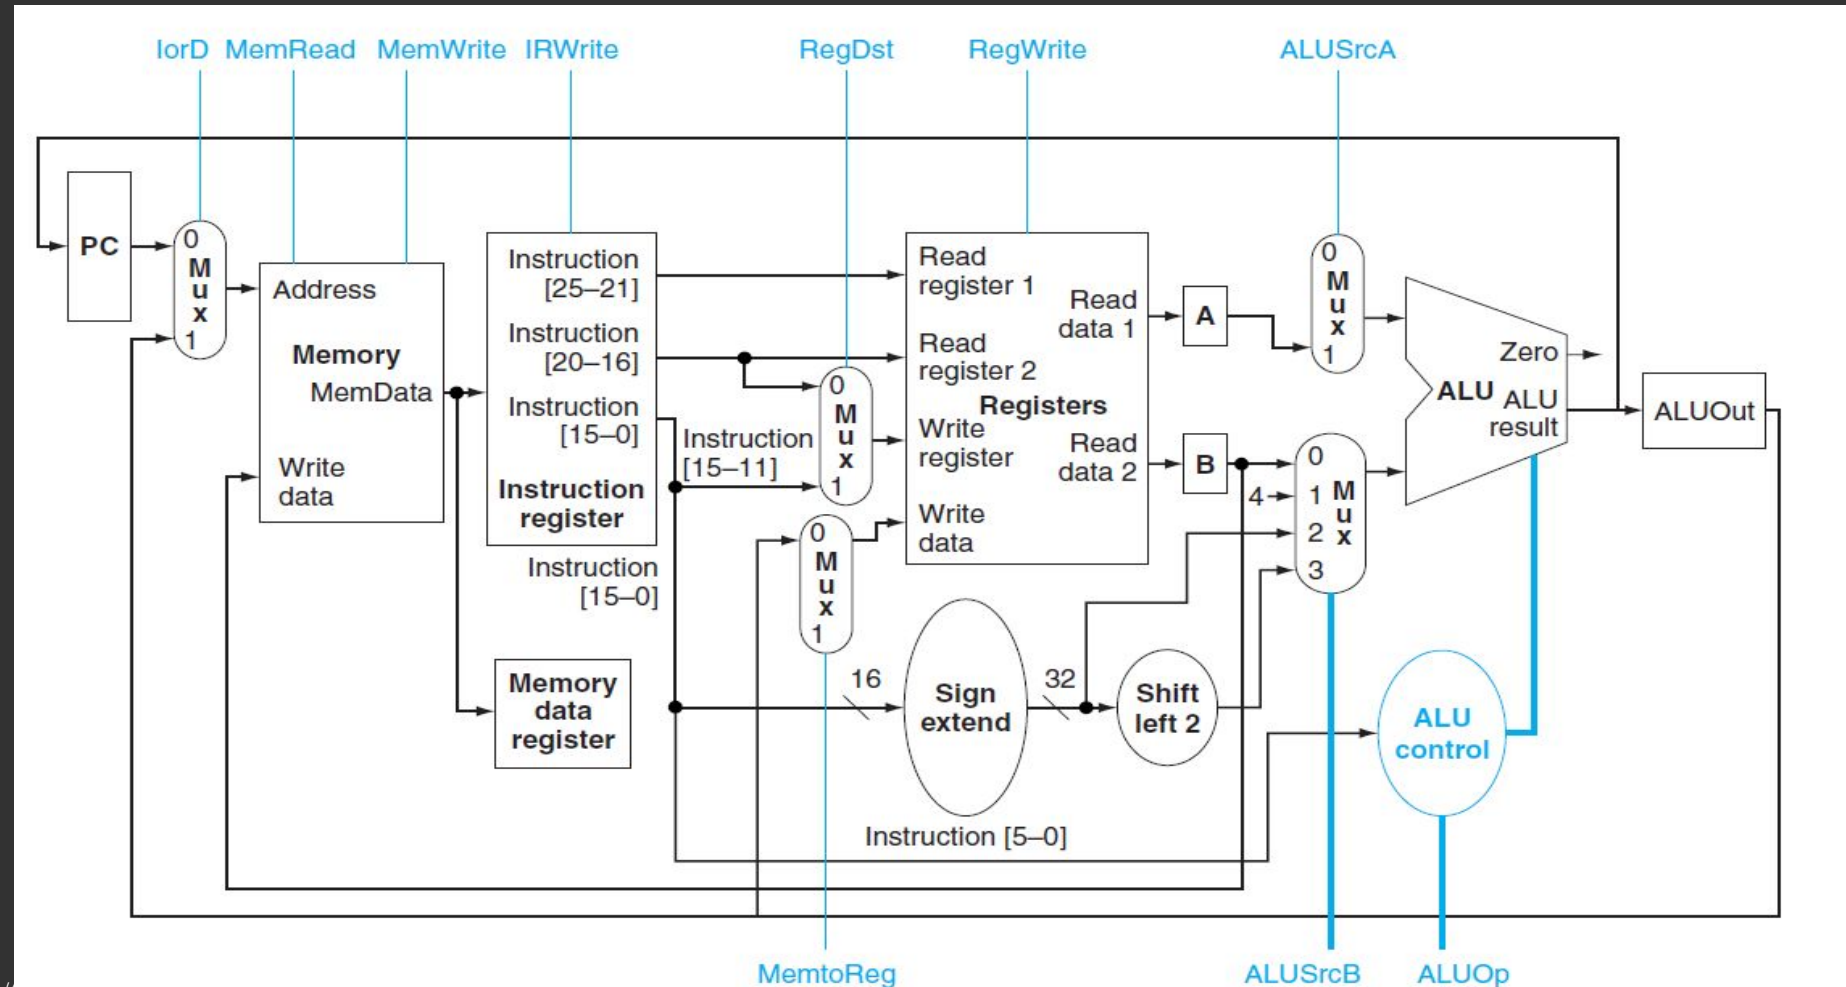 IorD MemRead MemWrite IRWrite RegDst RegWrite ALUSrcA
PC
0
M
u
x
1
Address
Memory
MemData
Write
data
Instruction
[25–21]
Instruction
[20–16]
Instruction
[15–0]
Instruction
register
Instruction
[15–0]
Memory
data
register
Instruction
[15–11]
0
M
u
x
1
0
M
u
x
1
Read
register 1
Read
register 2
Registers
Write
register
Write
data
Read
data 1
Read
data 2
16
Sign
extend
32
Shift
left 2
Instruction [5–0]
A
B
4
0
M
u
x
1
0
1 M
u
2 x
3
Zero
ALU
ALU
result
ALUOut
ALU
control
MemtoReg ALUSrcB ALUOp